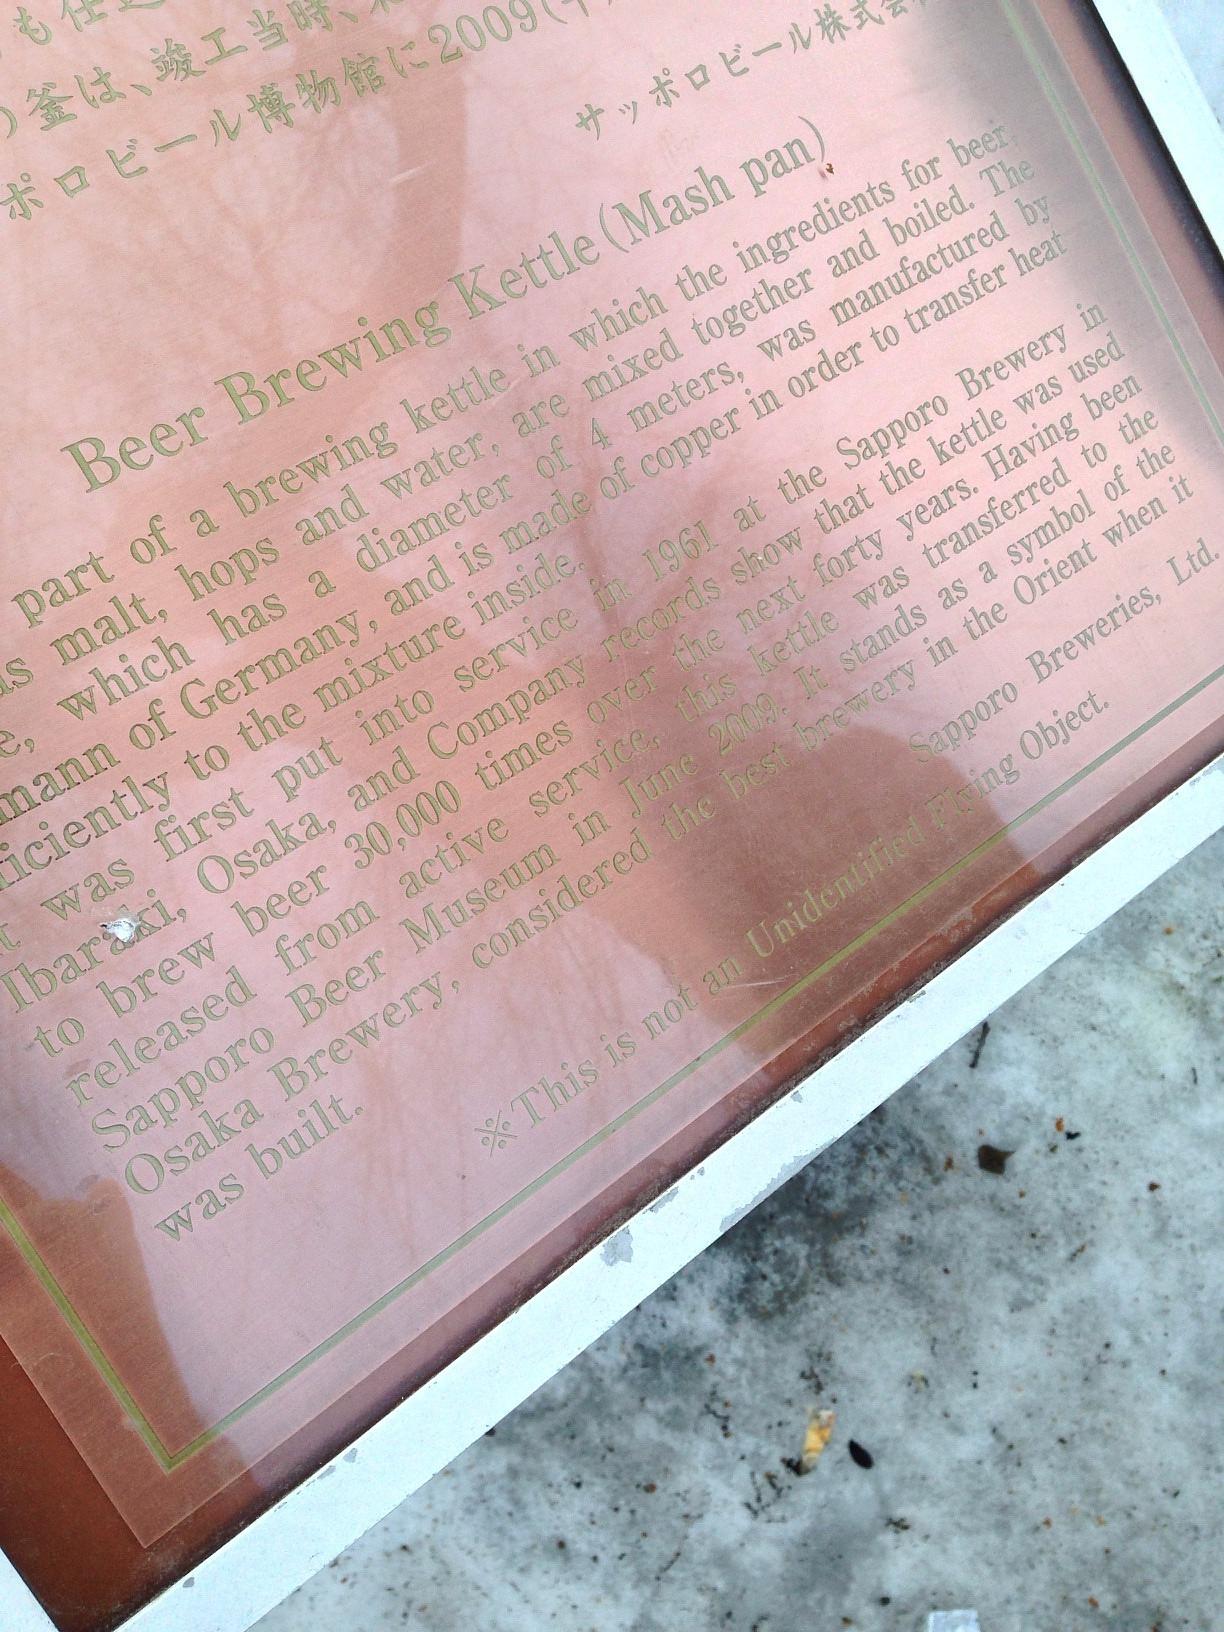 も仕込
釜は、竣工当時、
ポロビール博物館に2009(
サッポロビール株式会
Beer Brewing Kettle (Mash pan)
part of a brewing kettle in which the ingredients for beer,
malt, hops and water, are mixed together and boiled. The
which has a diameter of 4 meters, was manufactured by
mann of Germany, and is made of copper in order to transfer heat
iciently to the mixture inside.
t was first put into service in 1961 at the Sapporo Brewery in
Ibaraki, Osaka, and Company records show that the kettle was used
to brew beer 30,000 times over the next forty years. Having been
released from active service, this kettle was transferred to the
Sapporo Beer Museum in June 2009. It stands as a symbol of the
Osaka Brewery, considered the best brewery in the Orient when it
was built.
Sapporo Breweries, Ltd.
※This is not an Unidentified Flying Object.